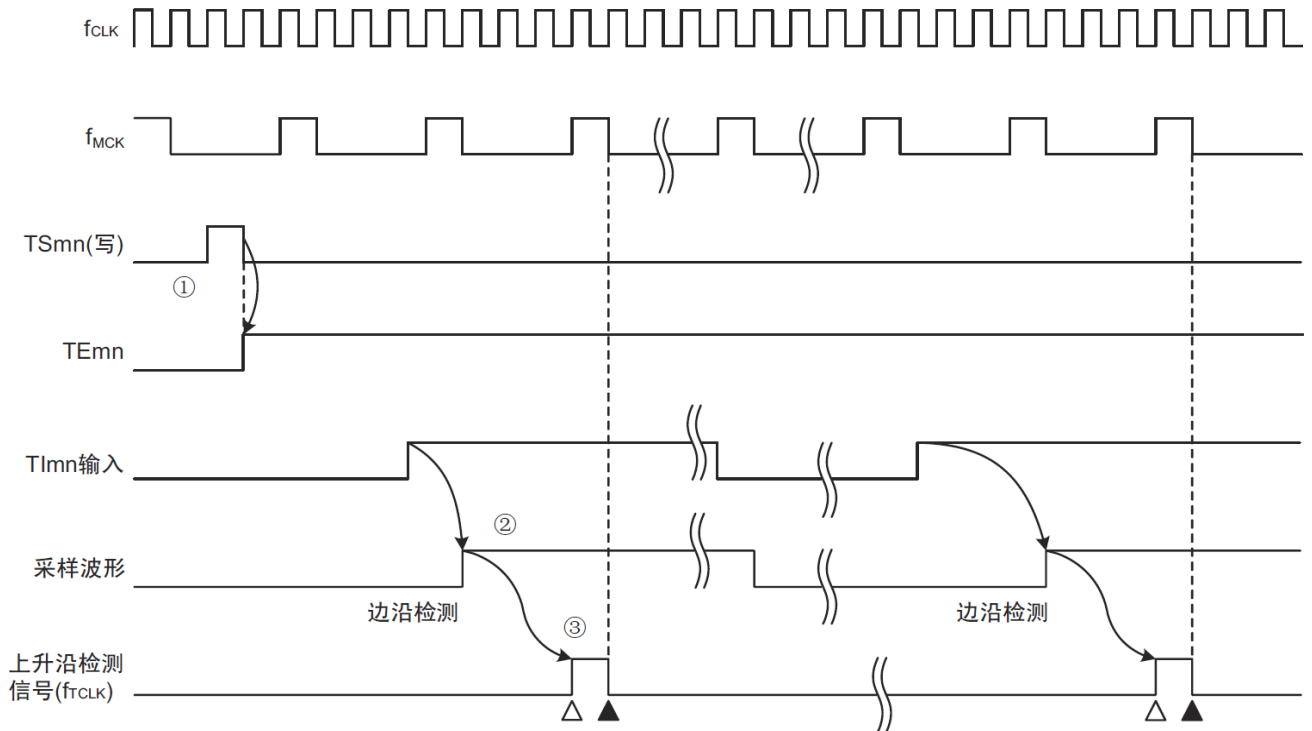 fCLK
fMCK
TSmn(写)
①
TEmn
TImn输入
②
采样波形
边沿检测
边沿检测
③
上升沿检测
信号(fTCLK)